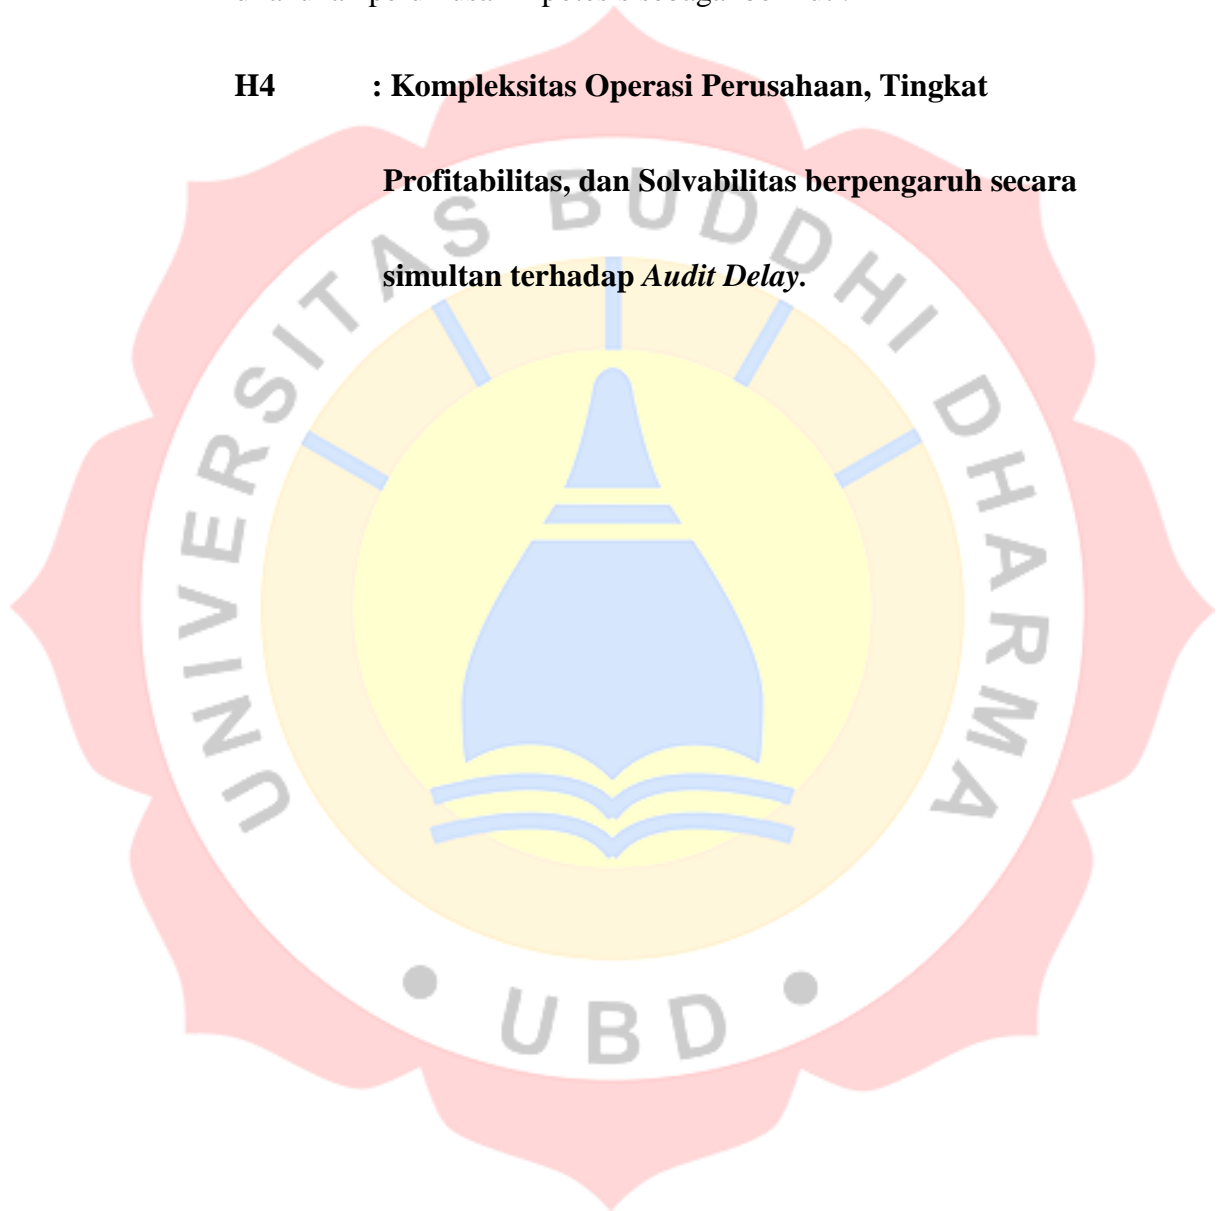 H4 : Kompleksitas Operasi Perusahaan, Tingkat
Profitabilitas, dan Solvabilitas berpengaruh secara
simultan terhadap Audit Delay.
UNIVERSITAS BUDDHI DHARMA
• UBD •